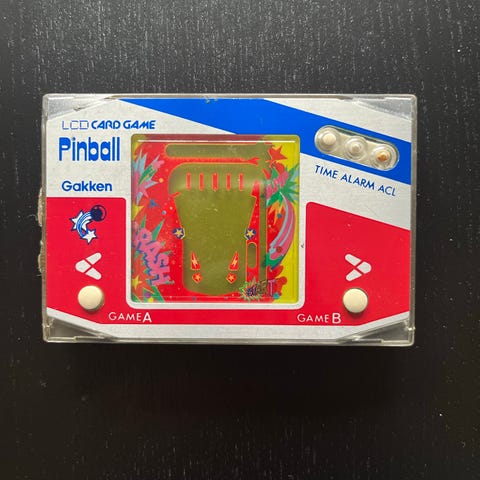 LCD CARD GAME
Pinball
Gakken
TIME ALARM ACL
GAME A
GAME B